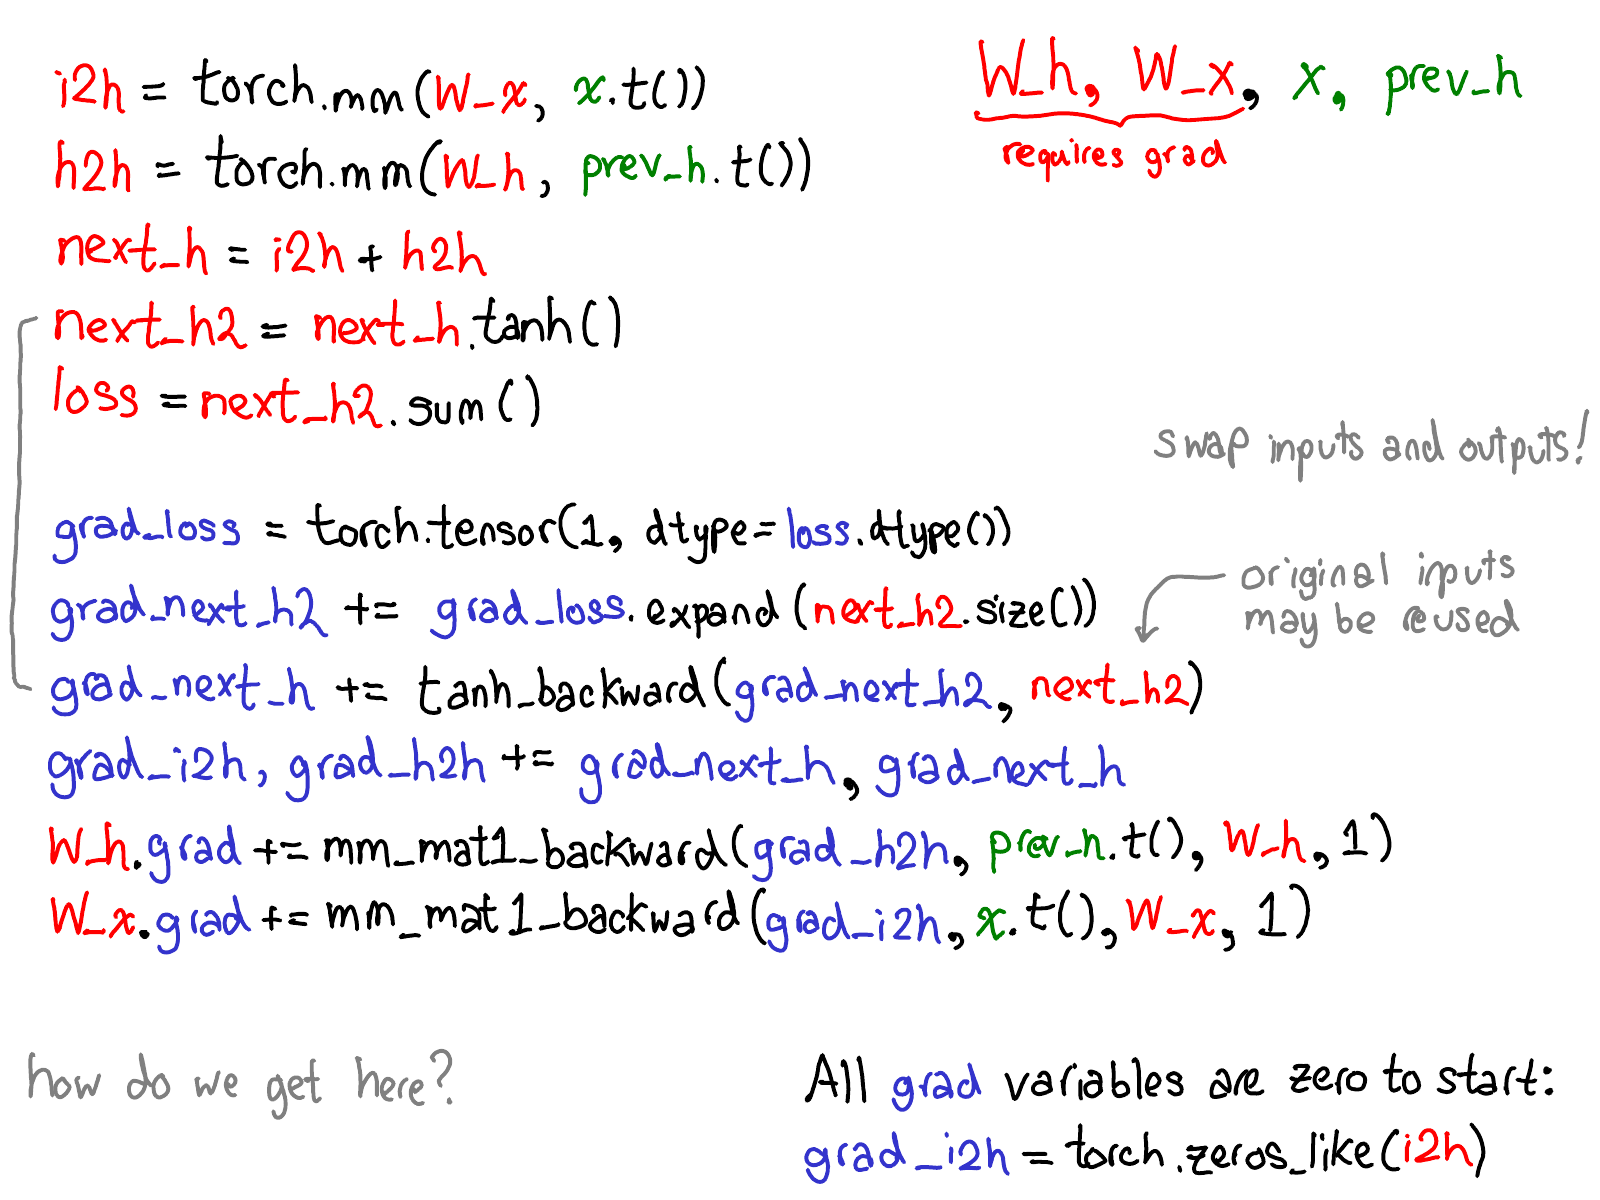 i2h = torch.mm(W_x, x.t())
W_h, W_x, x, prev_h
requires grad
h2h = torch.mm(W_h, prev_h.t())
next_h = i2h + h2h
next_h2 = next_h.tanh()
loss = next_h2.sum()
swap inputs and outputs!
grad_loss = torch.tensor(1, dtype=loss.dtype())
original inputs
may be reused
grad_next_h2 += grad_loss.expand(next_h2.size())
grad_next_h += tanh_backward(grad_next_h2, next_h2)
grad_i2h, grad_h2h += grad_next_h, grad_next_h
W_h.grad += mm_mat1_backward(grad_h2h, prev_h.t(), W_h, 1)
W_x.grad += mm_mat1_backward(grad_i2h, x.t(), W_x, 1)
how do we get here?
All grad variables are zero to start:
grad_i2h = torch.zeros_like(i2h)